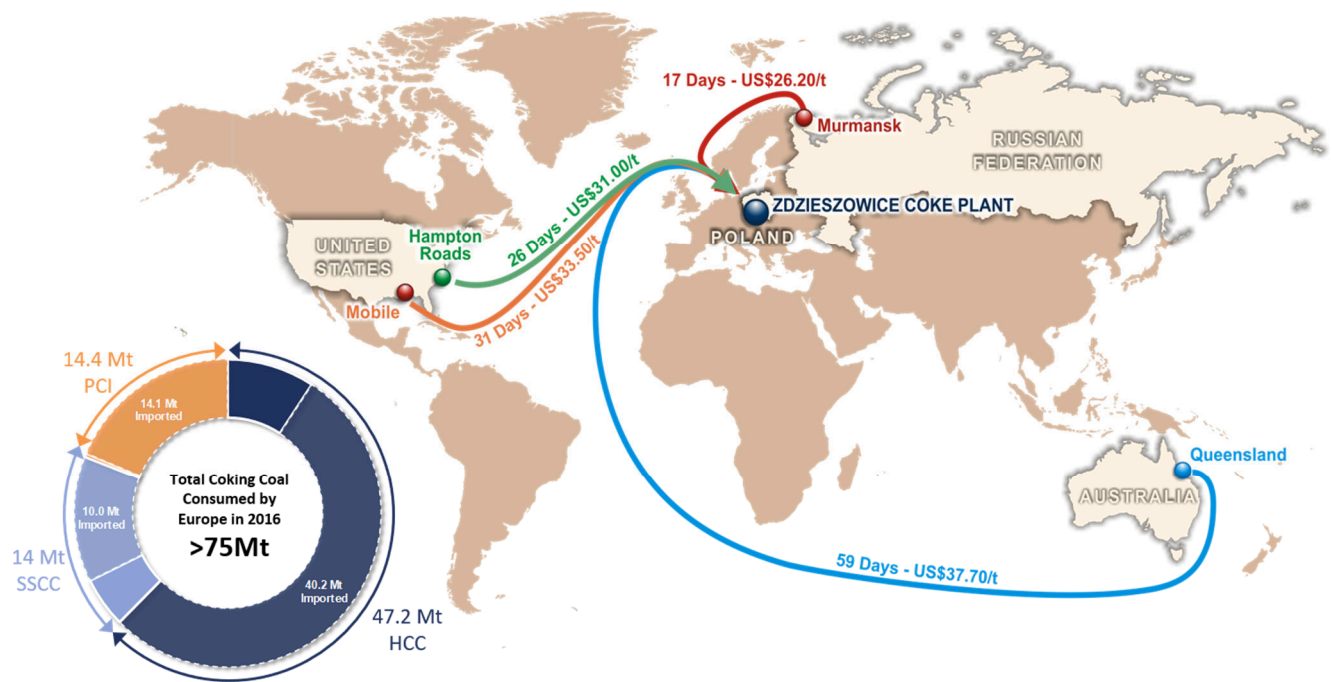 17 Days - US$26.20/t
Murmansk
RUSSIAN
FEDERATION
ZDZIESZOWICE COKE PLANT
POLAND
UNITED
STATES
Hampton
Roads
Mobile
26 Days - US$31.00/t
31 Days - US$33.50/t
Queensland
AUSTRALIA
59 Days - US$37.70/t
14.4 Mt
PCI
14.1 Mt
Imported
10.0 Mt
Imported
14 Mt
SSCC
Total Coking Coal
Consumed by
Europe in 2016
>75Mt
40.2 Mt
Imported
47.2 Mt
HCC